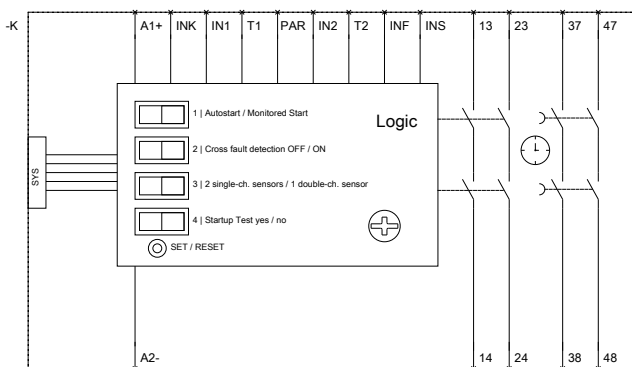 -K A1+ INK IN1 T1 PAR IN2 T2 INF INS 13 23 37 47
1 | Autostart / Monitored Start
Logic
2 | Cross fault detection OFF / ON
SYS
3 | 2 single-ch. sensors / 1 double-ch. sensor
4 | Startup Test yes / no
SET / RESET
A2- 14 24 38 48